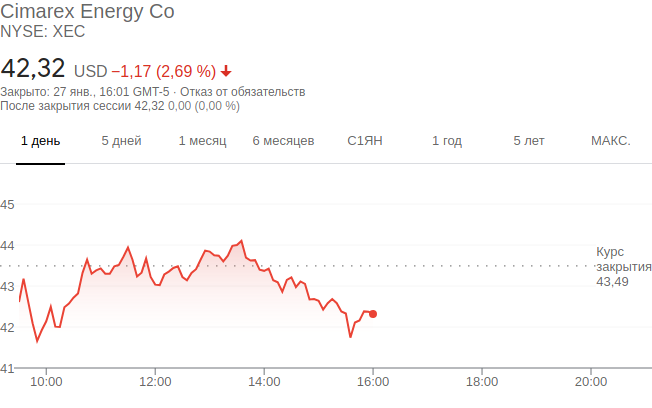 Cimarex Energy Co
NYSE: XEC
42,32 USD −1,17 (2,69 %)
Закрыто: 27 янв., 16:01 GMT-5 · Отказ от обязательств
После закрытия сессии 42,32 0,00 (0,00 %)
1 день 5 дней 1 месяц 6 месяцев С1ЯН 1 год 5 лет МАКС.
45
44
Курс
закрытия
43,49
43
42
41
10:00 12:00 14:00 16:00 18:00 20:00